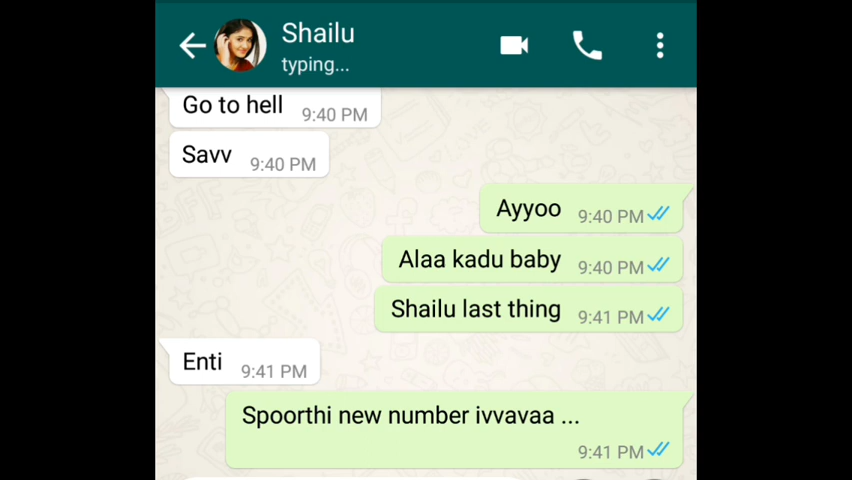 Shailu
typing...
Go to hell 9:40 PM
Savv 9:40 PM
Ayyoo 9:40 PM
Alaa kadu baby 9:40 PM
Shailu last thing 9:41 PM
Enti 9:41 PM
Spoorthi new number ivvavaa ...
9:41 PM